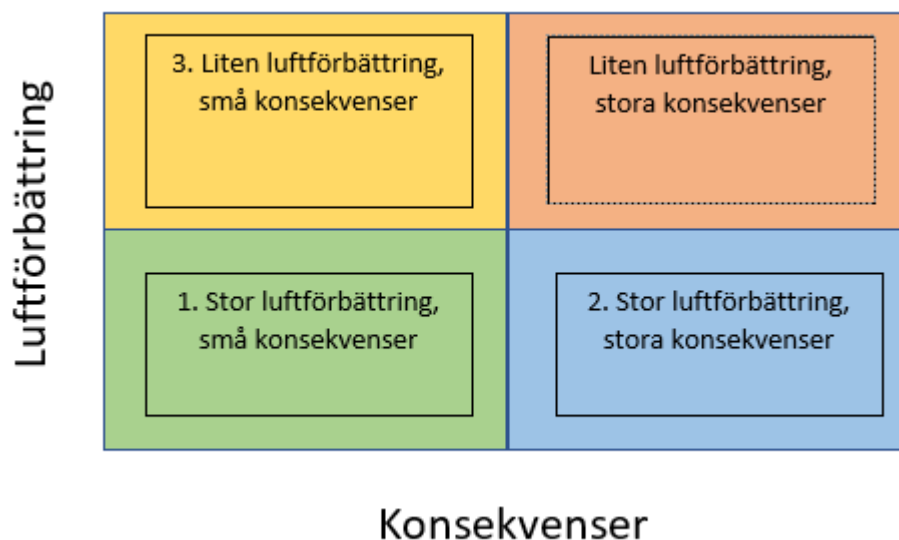 Luftförbättring
3. Liten luftförbättring,
små konsekvenser
Liten luftförbättring,
stora konsekvenser
1. Stor luftförbättring,
små konsekvenser
2. Stor luftförbättring,
stora konsekvenser
Konsekvenser